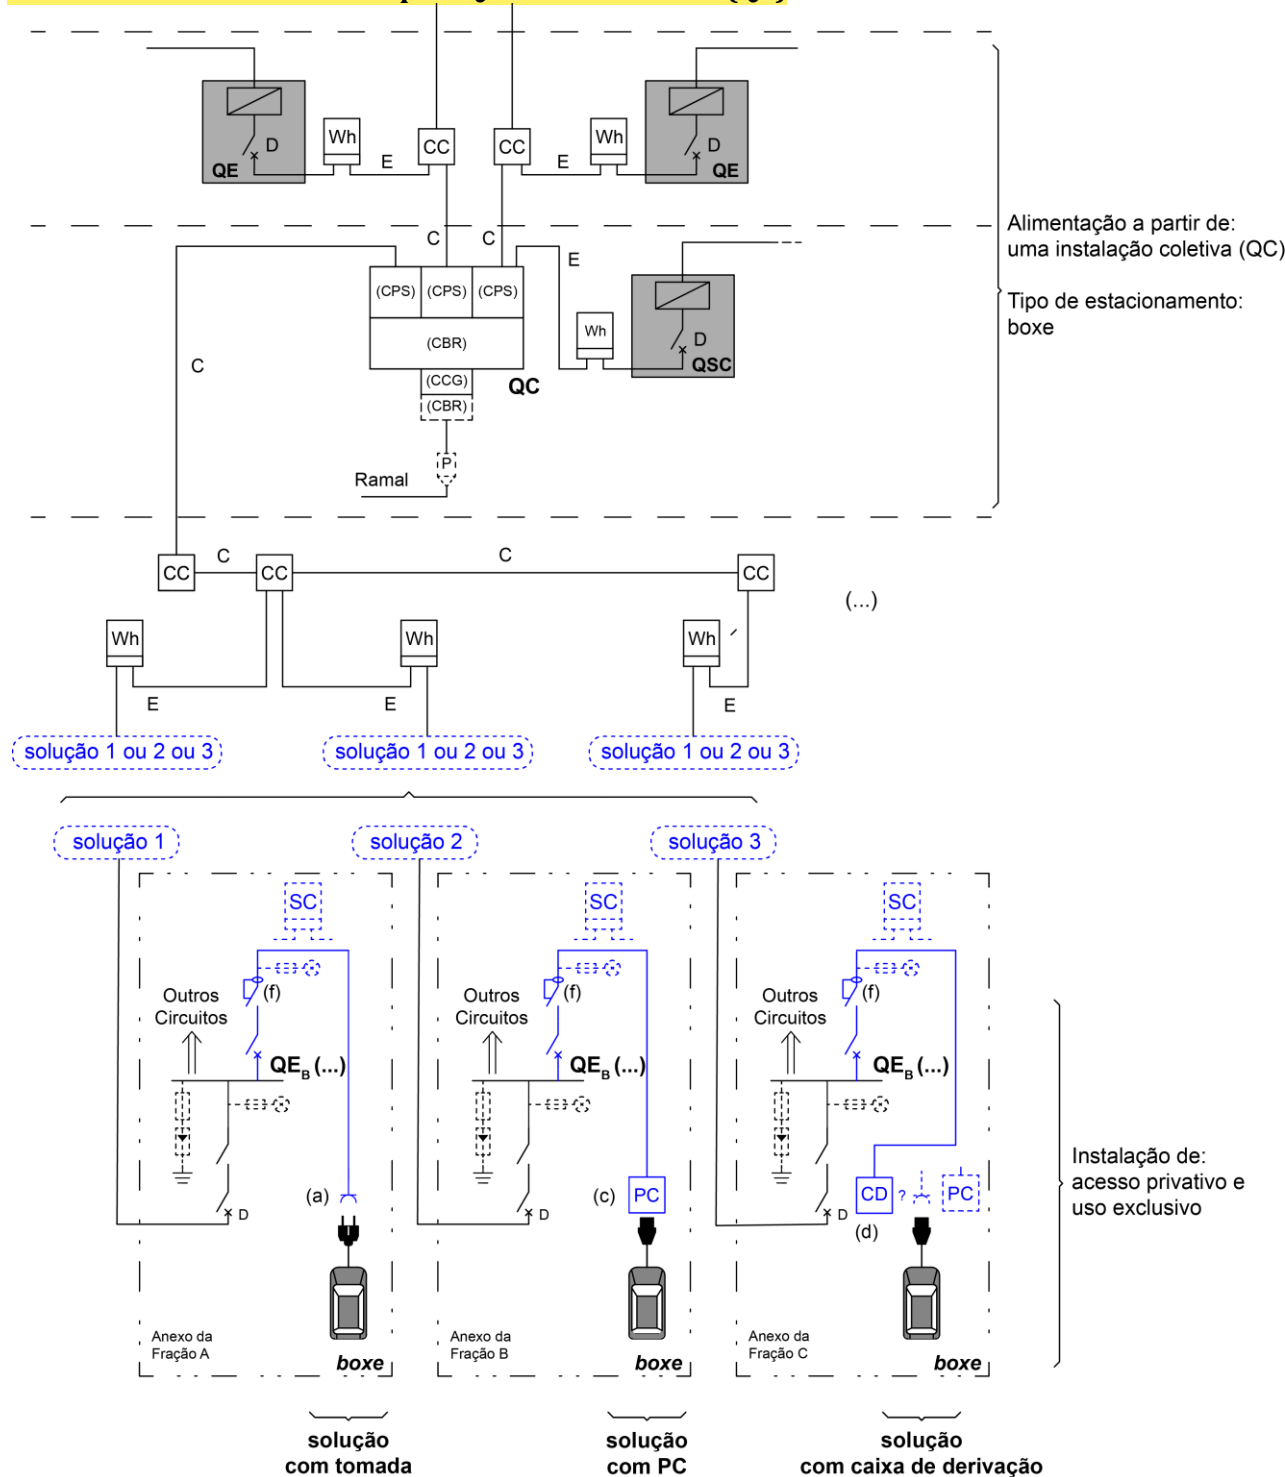 Wh
CC
CC
Wh
D
E
E
D
QE
QE
Alimentação a partir de:
uma instalação coletiva (QC)
Tipo de estacionamento:
boxe
C
C
E
(CPS)
(CPS)
(CPS)
Wh
D
QSC
(CBR)
C
(CCG)
QC
(CBR)
P
Ramal
CC
C
CC
C
CC
(...)
Wh
Wh
Wh
E
E
E
solução 1 ou 2 ou 3
solução 1 ou 2 ou 3
solução 1 ou 2 ou 3
solução 1
solução 2
solução 3
SC
SC
SC
(f)
(f)
(f)
Outros
Circuitos
Outros
Circuitos
Outros
Circuitos
QEB (...)
QEB (...)
QEB (...)
Instalação de:
acesso privativo e
uso exclusivo
(a)
D
(c)
PC
D
CD
?
PC
D
(d)
Anexo da
Fração A
boxe
Anexo da
Fração B
boxe
Anexo da
Fração C
boxe
solução
com tomada
solução
com PC
solução
com caixa de derivação